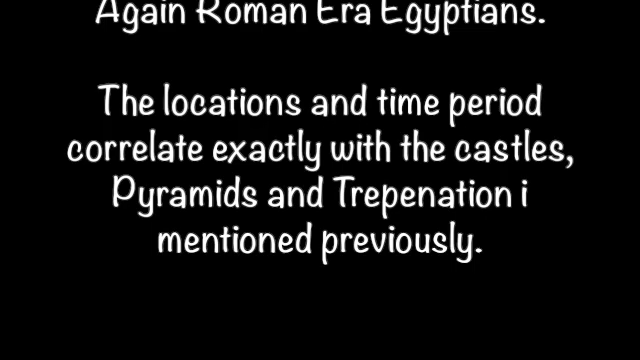 Again Roman Era Egyptians.
The locations and time period
correlate exactly with the castles,
Pyramids and Trepenation i
mentioned previously.